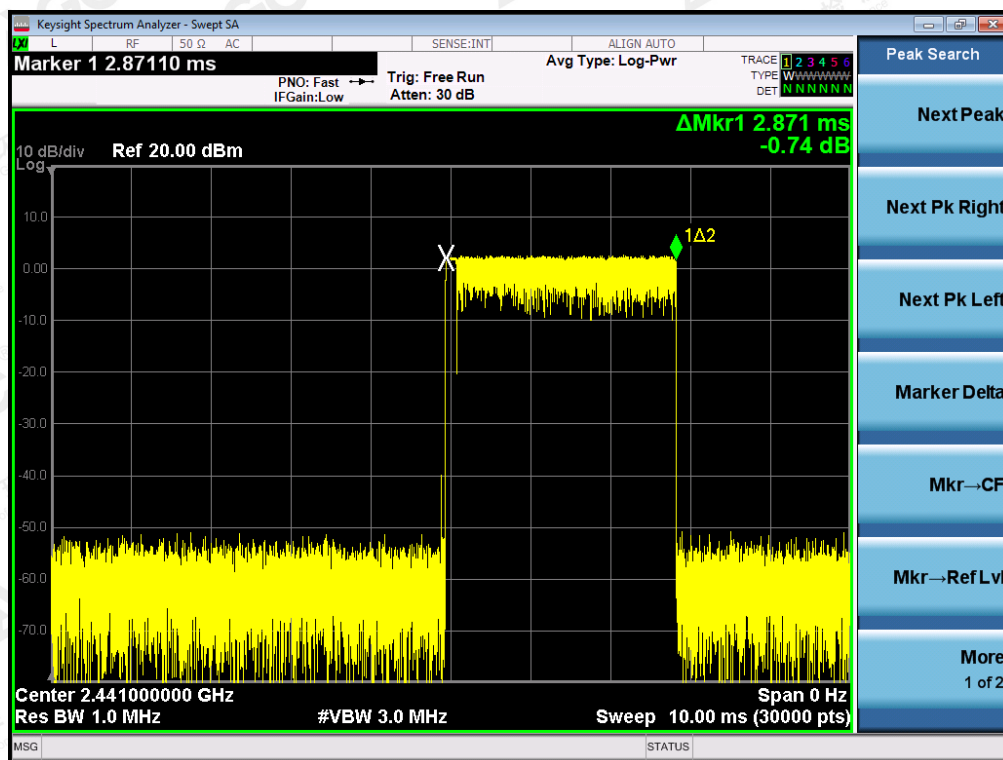 Keysight Spectrum Analyzer - Swept SA
LXI L RF 50 Ω AC SENSE:INT ALIGN AUTO
Marker 1 2.87110 ms
PNO: Fast
IFGain:Low
Trig: Free Run
Atten: 30 dB
Avg Type: Log-Pwr
TRACE 1 2 3 4 5 6
TYPE WWWWWW
DET N N N N N N
ΔMkr1 2.871 ms
-0.74 dB
10 dB/div Ref 20.00 dBm
Log
10.0
0.00
-10.0
-20.0
-30.0
-40.0
-50.0
-60.0
-70.0
1Δ2
Center 2.441000000 GHz Span 0 Hz
Res BW 1.0 MHz #VBW 3.0 MHz Sweep 10.00 ms (30000 pts)
MSG STATUS
Peak Search
Next Peak
Next Pk Right
Next Pk Left
Marker Delta
Mkr→CF
Mkr→Ref Lvl
More
1 of 2